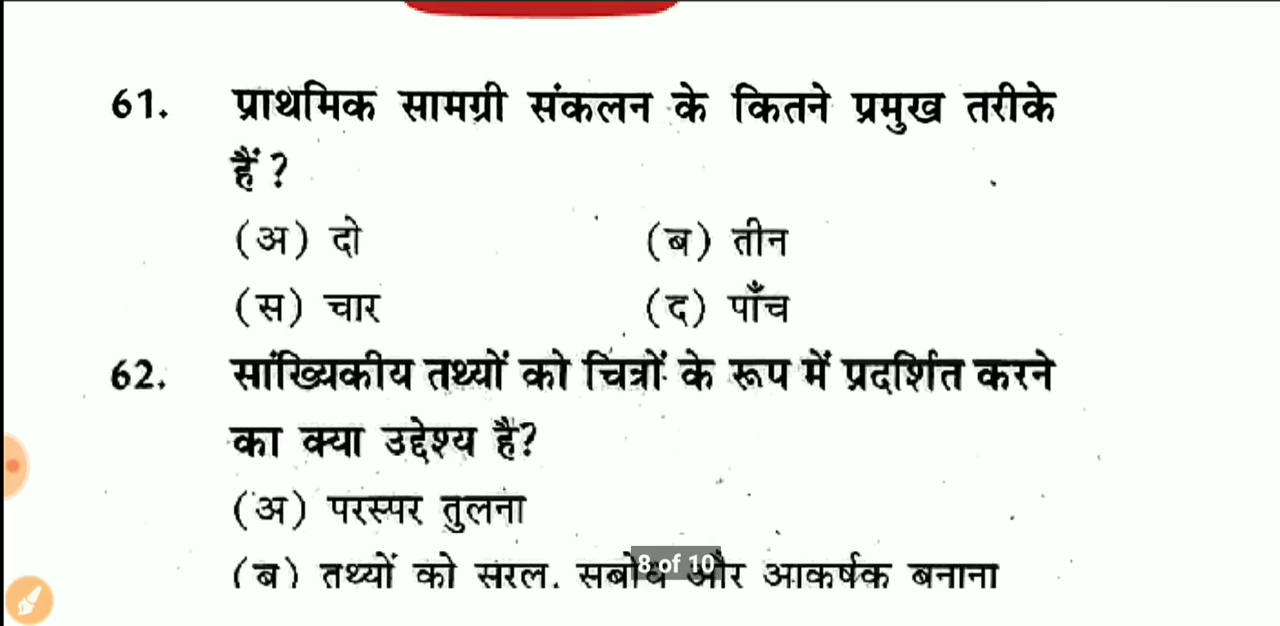 61. प्राथमिक सामग्री संकलन के कितने प्रमुख तरीके
हैं ?
(अ) दो (ब) तीन
(स) चार (द) पाँच
62. सांख्यिकीय तथ्यों को चित्रों के रूप में प्रदर्शित करने
का क्या उद्देश्य है?
(अ) परस्पर तुलना
(ब) तथ्यों को सरल, और आकर्षक बनाना
8 of 10